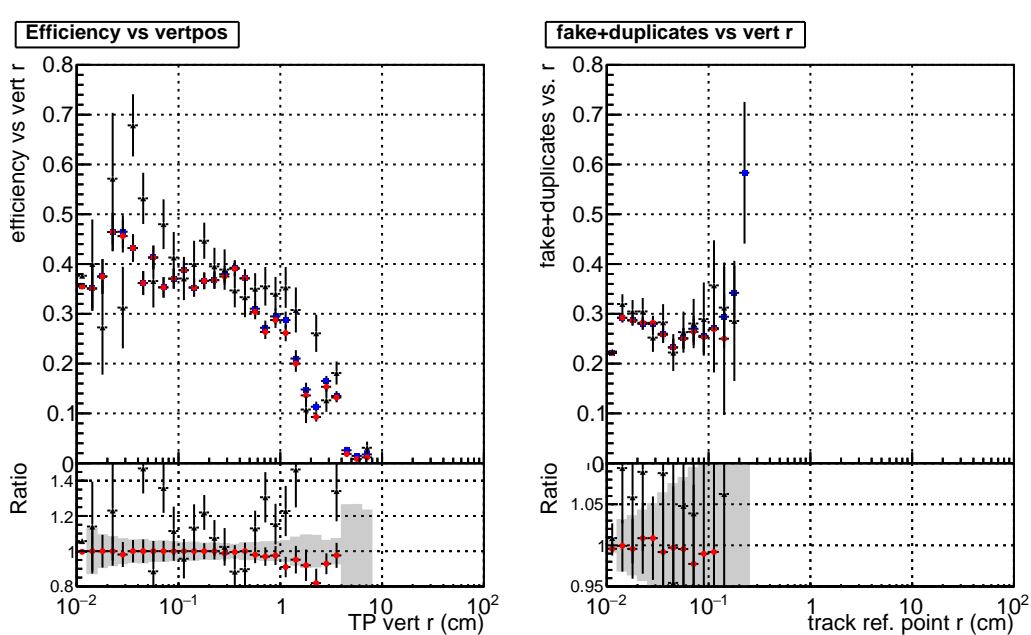 Efficiency vs vertpos
fake+duplicates vs vert r
efficiency vs vert r
0.8
0.7
0.6
0.5
0.4
0.3
0.2
0.1
0
fake+duplicates vs. r
0.8
0.7
0.6
0.5
0.4
0.3
0.2
0.1
0
Ratio
1.4
1.2
1
0.8
10⁻² 10⁻¹ 1 10 10²
TP vert r (cm)
Ratio
1.05
1
0.95
10⁻² 10⁻¹ 1 10 10²
track ref. point r (cm)